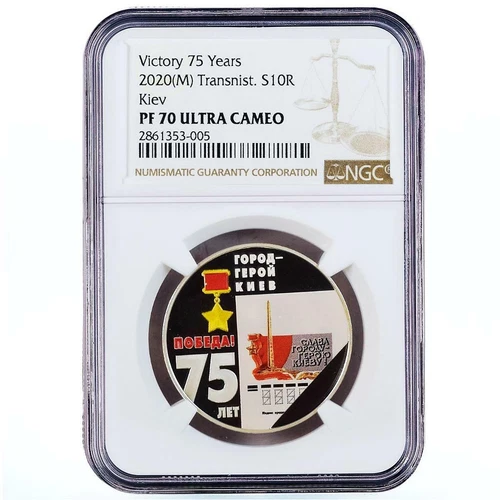 Victory 75 Years
2020(M) Transnist. S10R
Kiev
PF 70 ULTRA CAMEO
2861353-005
NUMISMATIC GUARANTY CORPORATION
NGC
ГОРОД-
ГЕРОЙ
КИЕВ
ПОБЕДА!
75
ЛЕТ
СЛАВА
ГОРОДУ-
ГЕРОЮ
КИЕВУ!